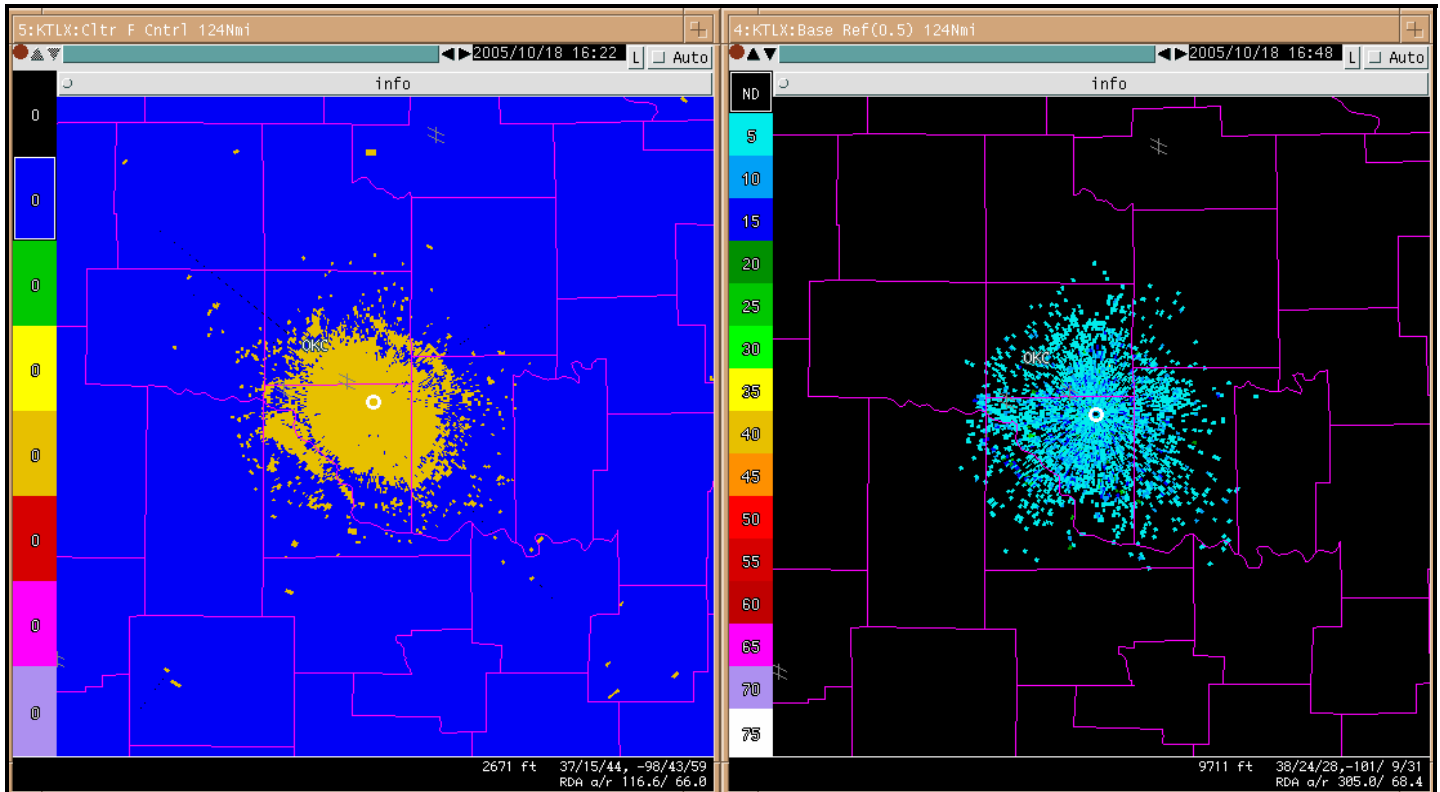 5:KTLX:Cltr F Cntrl 124Nmi
2005/10/18 16:22 L Auto
info
0
0
0
0
0
0
0
0
OKC
2671 ft 37/15/44, -98/43/59
RDA a/r 116.6/ 66.0
4:KTLX:Base Ref(0.5) 124Nmi
2005/10/18 16:48 L Auto
info
ND
5
10
15
20
25
30
35
40
45
50
55
60
65
70
75
OKC
9711 ft 38/24/28,-101/ 9/31
RDA a/r 305.0/ 68.4